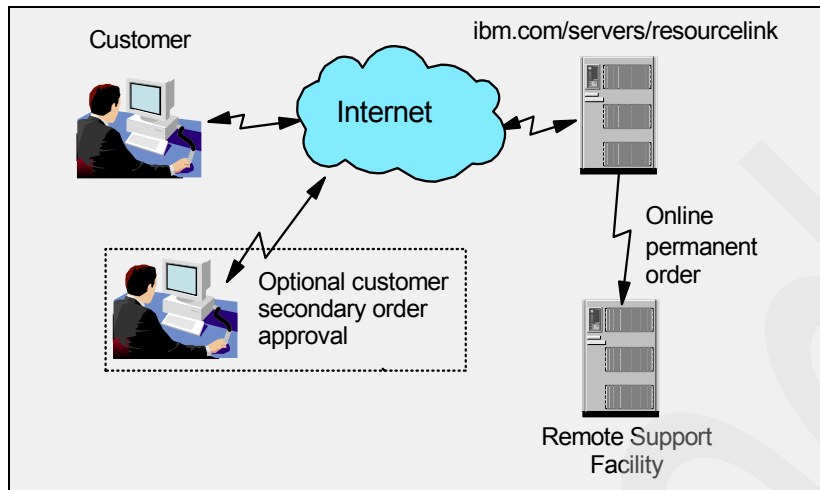 Customer
ibm.com/servers/resourcelink
Internet
Online
permanent
order
Optional customer
secondary order
approval
Remote Support
Facility